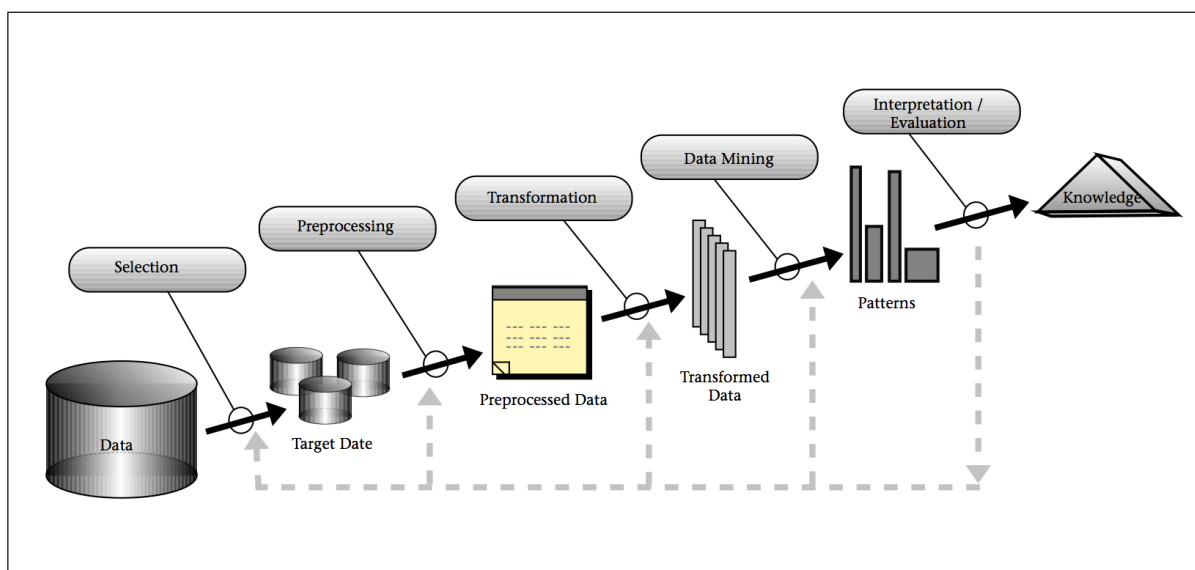 Interpretation /
Evaluation
Data Mining
Transformation
Preprocessing
Selection
Data
Target Date
Preprocessed Data
Transformed
Data
Patterns
Knowledge
--- --- ---
--- --- ---
--- --- ---